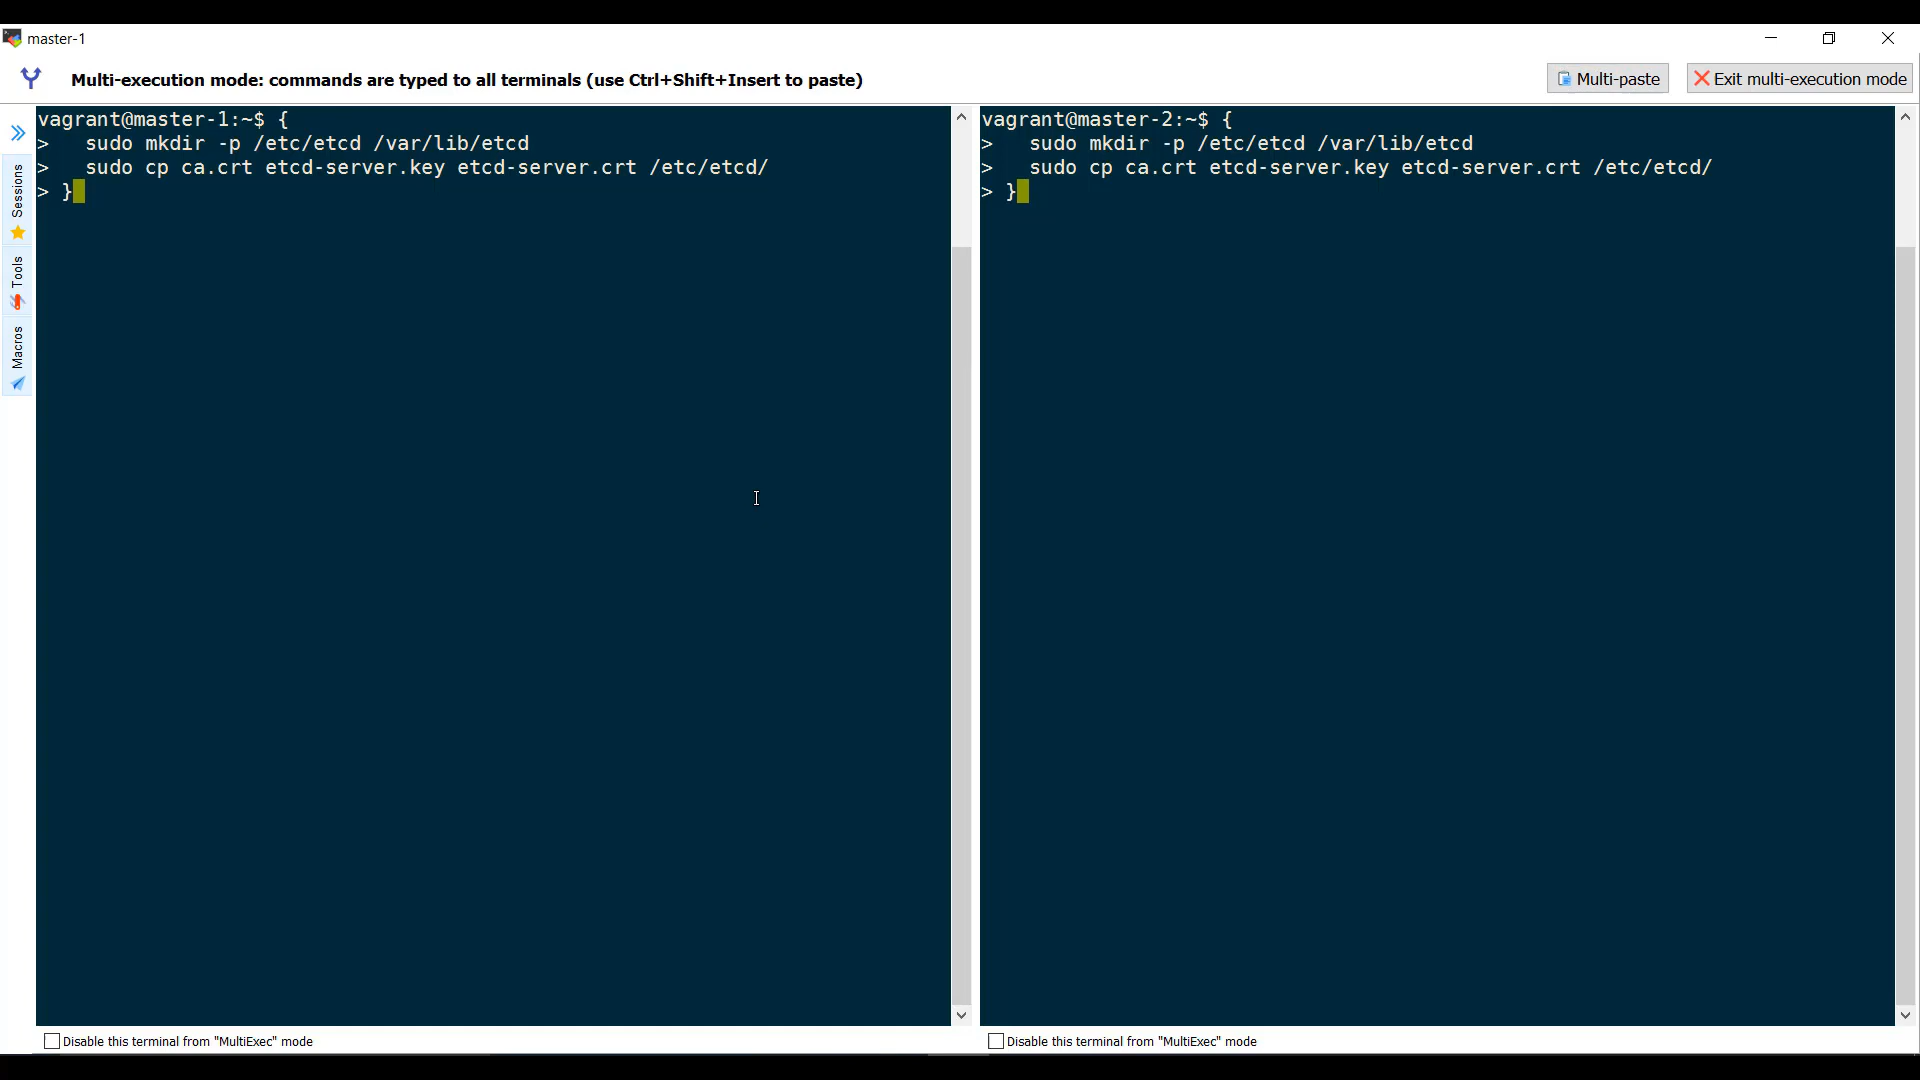 master-1
Multi-execution mode: commands are typed to all terminals (use Ctrl+Shift+Insert to paste)
Multi-paste
Exit multi-execution mode
Sessions
Tools
Macros
vagrant@master-1:~$ {
>   sudo mkdir -p /etc/etcd /var/lib/etcd
>   sudo cp ca.crt etcd-server.key etcd-server.crt /etc/etcd/
> }
vagrant@master-2:~$ {
>   sudo mkdir -p /etc/etcd /var/lib/etcd
>   sudo cp ca.crt etcd-server.key etcd-server.crt /etc/etcd/
> }
Disable this terminal from "MultiExec" mode
Disable this terminal from "MultiExec" mode